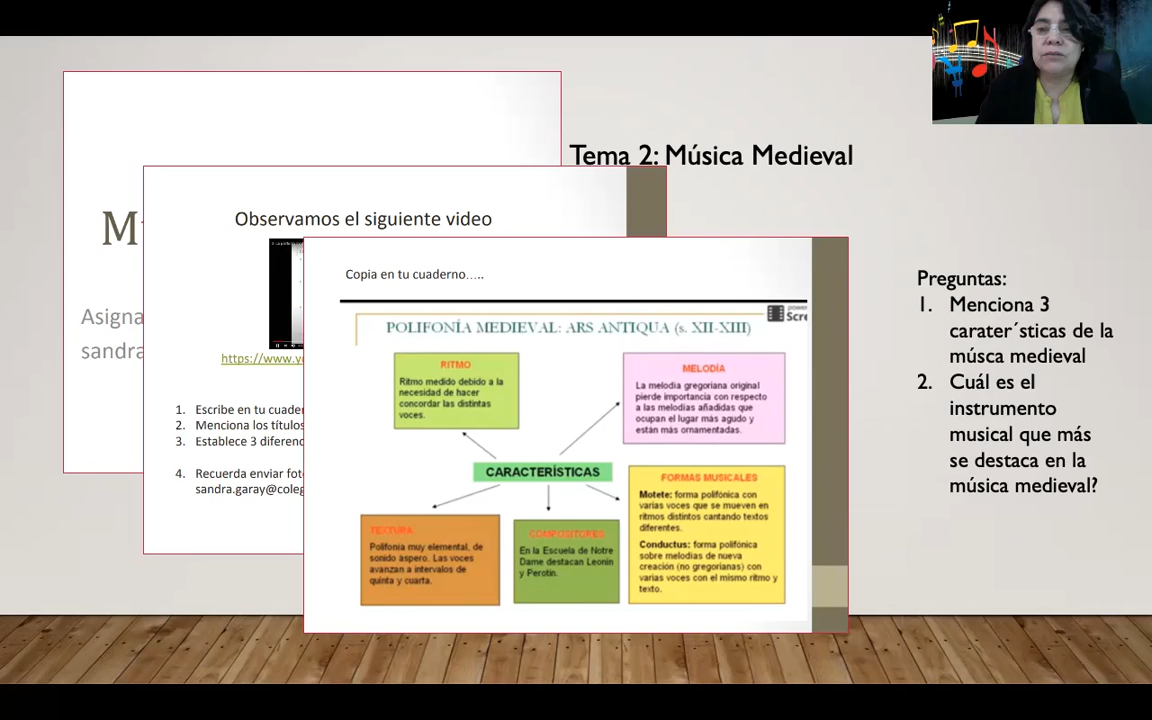 Tema 2: Música Medieval
Asigna
sandra
Observamos el siguiente video
1. Escribe en tu cuader
2. Menciona los títulos
3. Establece 3 diferenc
4. Recuerda enviar fot
sandra.garay@coleg
Copia en tu cuaderno…..
POLIFONÍA MEDIEVAL: ARS ANTIQUA (s. XII-XIII)
RITMO
Ritmo medido debido a la
necesidad de hacer
concordar las distintas
voces.
MELODÍA
La melodía gregoriana original
pierde importancia con respecto
a las melodías añadidas que
ocupan el lugar más agudo y
están más ornamentadas.
CARACTERÍSTICAS
TEXTURA
Polifonía muy elemental, de
sonido áspero. Las voces
avanzan a intervalos de
quinta y cuarta.
COMPOSITORES
En la Escuela de Notre
Dame destacan Leonin
y Perotin.
FORMAS MUSICALES
Motete: forma polifónica con
varias voces que se mueven en
ritmos distintos cantando textos
diferentes.
Conductus: forma polifónica
sobre melodías de nueva
creación (no gregorianas) con
varias voces con el mismo ritmo y
texto.
Preguntas:
1. Menciona 3
carater´sticas de la
músca medieval
2. Cuál es el
instrumento
musical que más
se destaca en la
música medieval?